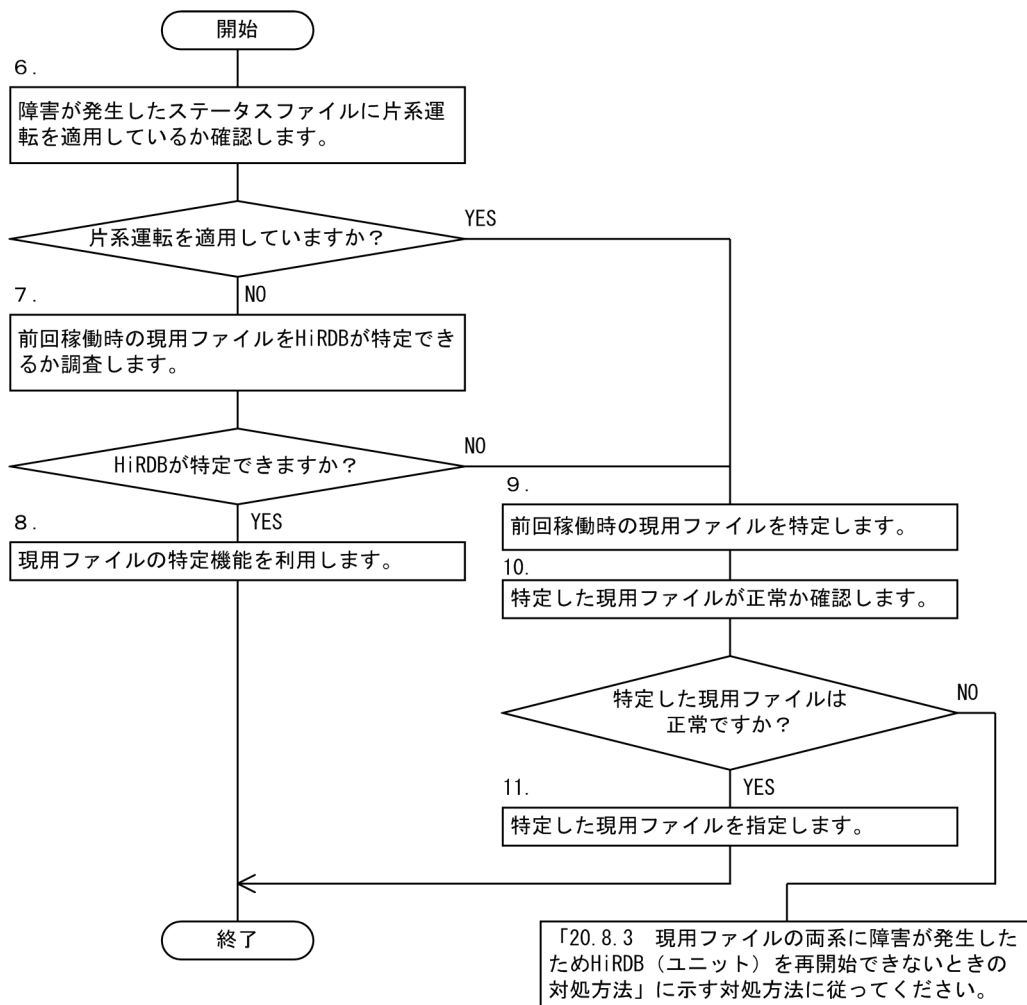 開始
6.
障害が発生したステータスファイルに片系運
転を適用しているか確認します。
片系運転を適用していますか？
YES
NO
7.
前回稼働時の現用ファイルをHiRDBが特定でき
るか調査します。
HiRDBが特定できますか？
NO
YES
8.
現用ファイルの特定機能を利用します。
9.
前回稼働時の現用ファイルを特定します。
10.
特定した現用ファイルが正常か確認します。
特定した現用ファイルは
正常ですか？
NO
YES
11.
特定した現用ファイルを指定します。
終了
「20.8.3　現用ファイルの両系に障害が発生した
ためHiRDB（ユニット）を再開始できないときの
対処方法」に示す対処方法に従ってください。